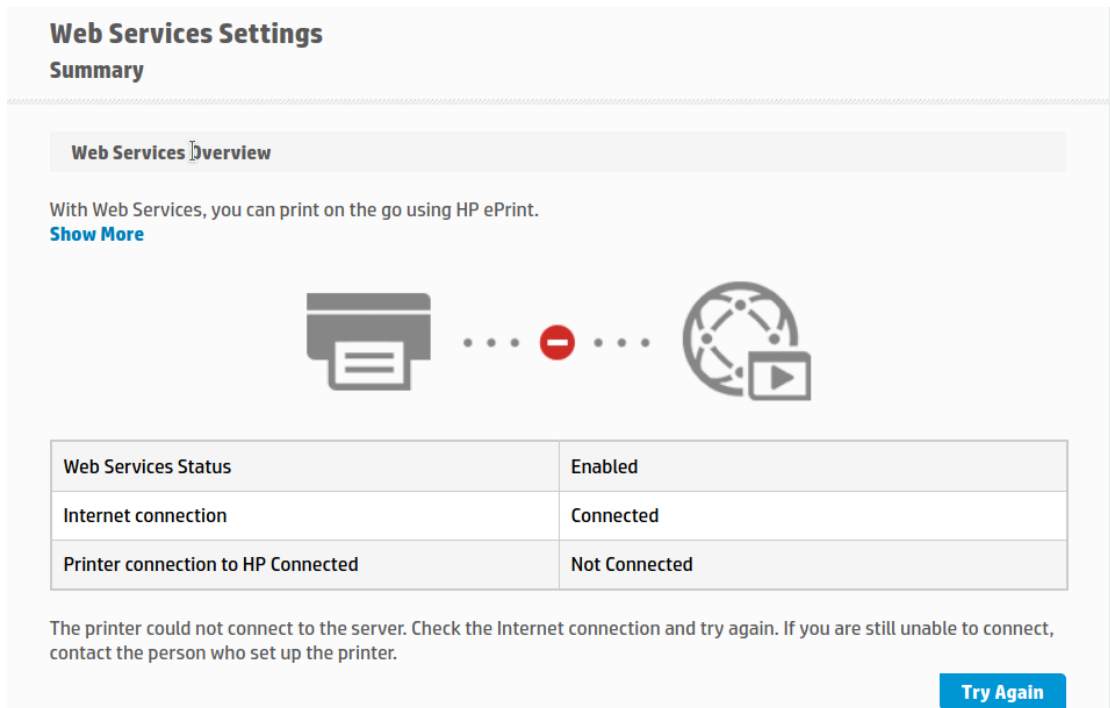 Web Services Settings
Summary
Web Services Overview
With Web Services, you can print on the go using HP ePrint.
Show More
Web Services Status Enabled
Internet connection Connected
Printer connection to HP Connected Not Connected
The printer could not connect to the server. Check the Internet connection and try again. If you are still unable to connect,
contact the person who set up the printer.
Try Again